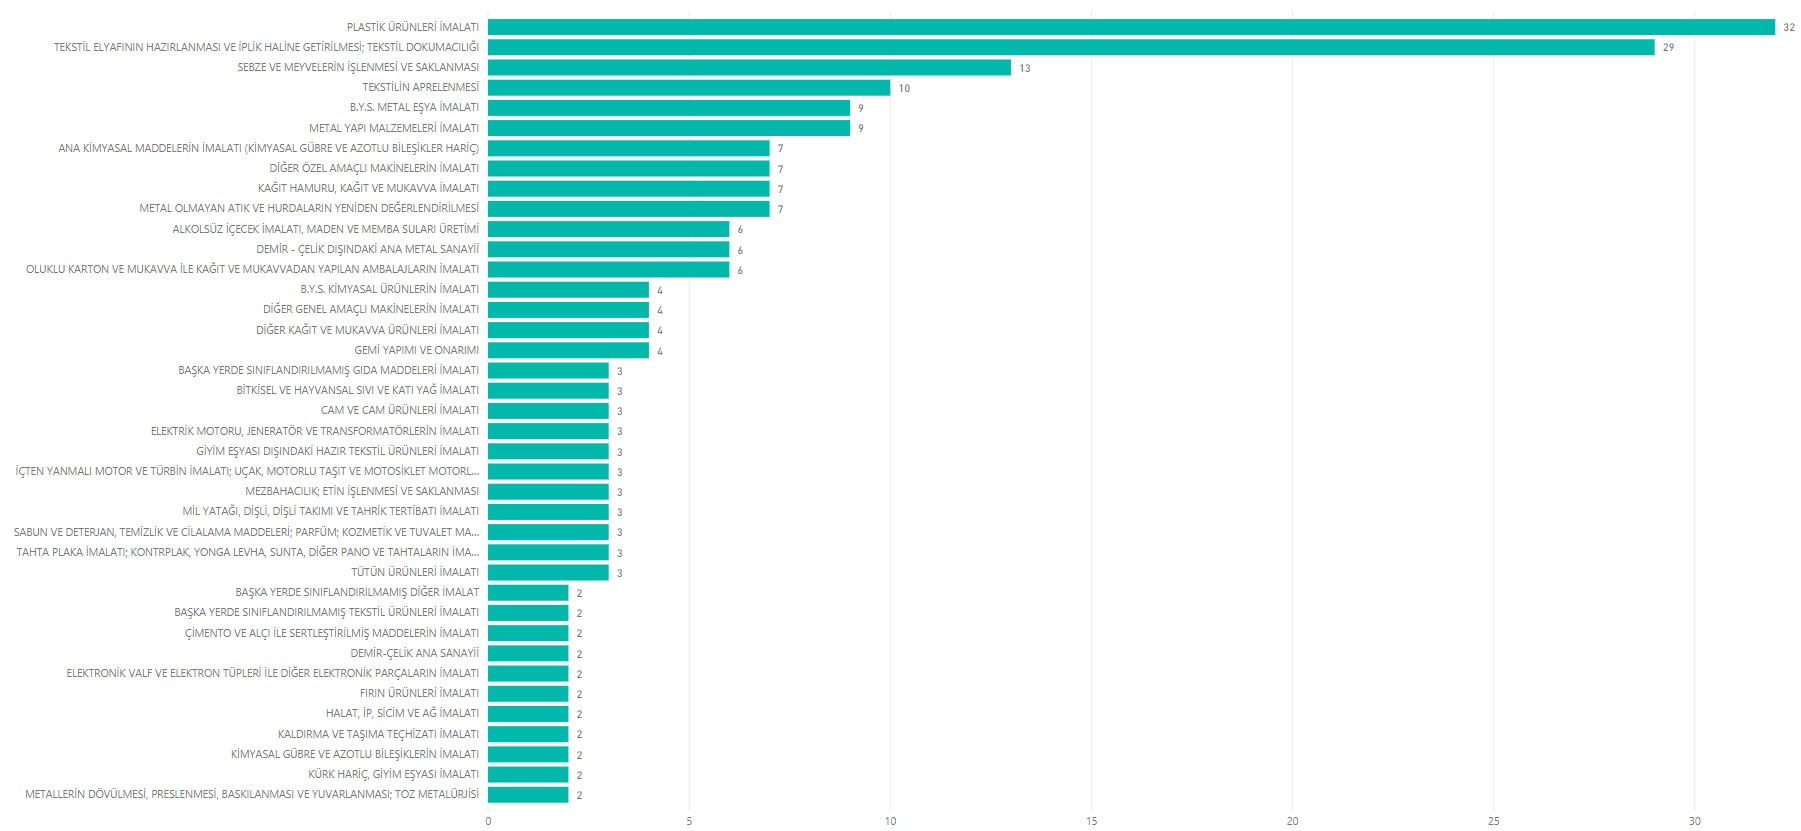 PLASTİK ÜRÜNLERİ İMALATI 32
TEKSTİL ELYAFININ HAZIRLANMASI VE İPLİK HALİNE GETİRİLMESİ; TEKSTİL DOKUMACILIĞI 29
SEBZE VE MEYVELERİN İŞLENMESİ VE SAKLANMASI 13
TEKSTİLİN APRELENMESİ 10
B.Y.S. METAL EŞYA İMALATI 9
METAL YAPI MALZEMELERİ İMALATI 9
ANA KİMYASAL MADDELERİN İMALATI (KİMYASAL GÜBRE VE AZOTLU BİLEŞİKLER HARİÇ) 7
DİĞER ÖZEL AMAÇLI MAKİNELERİN İMALATI 7
KAĞIT HAMURU, KAĞIT VE MUKAVVA İMALATI 7
METAL OLMAYAN ATIK VE HURDALARIN YENİDEN DEĞERLENDİRİLMESİ 7
ALKOLSÜZ İÇECEK İMALATI, MADEN VE MEMBA SULARI ÜRETİMİ 6
DEMİR - ÇELİK DIŞINDAKİ ANA METAL SANAYİİ 6
OLUKLU KARTON VE MUKAVVA İLE KAĞIT VE MUKAVVADAN YAPILAN AMBALAJLARIN İMALATI 6
B.Y.S. KİMYASAL ÜRÜNLERİN İMALATI 4
DİĞER GENEL AMAÇLI MAKİNELERİN İMALATI 4
DİĞER KAĞIT VE MUKAVVA ÜRÜNLERİ İMALATI 4
GEMİ YAPIMI VE ONARIMI 4
BAŞKA YERDE SINIFLANDIRILMAMIŞ GIDA MADDELERİ İMALATI 3
BİTKİSEL VE HAYVANSAL SIVI VE KATI YAĞ İMALATI 3
CAM VE CAM ÜRÜNLERİ İMALATI 3
ELEKTRİK MOTORU, JENERATÖR VE TRANSFORMATÖRLERİN İMALATI 3
GİYİM EŞYASI DIŞINDAKİ HAZIR TEKSTİL ÜRÜNLERİ İMALATI 3
İÇTEN YANMALI MOTOR VE TÜRBİN İMALATI; UÇAK, MOTORLU TAŞIT VE MOTOSİKLET MOTORL... 3
MEZBAHACILIK; ETİN İŞLENMESİ VE SAKLANMASI 3
MİL YATAĞI, DİŞLİ, DİŞLİ TAKIMI VE TAHRİK TERTİBATI İMALATI 3
SABUN VE DETERJAN, TEMİZLİK VE CİLALAMA MADDELERİ; PARFÜM; KOZMETİK VE TUVALET MA... 3
TAHTA PLAKA İMALATI; KONTRPLAK, YONGA LEVHA, SUNTA, DİĞER PANO VE TAHTALARIN İMA... 3
TÜTÜN ÜRÜNLERİ İMALATI 3
BAŞKA YERDE SINIFLANDIRILMAMIŞ DİĞER İMALAT 2
BAŞKA YERDE SINIFLANDIRILMAMIŞ TEKSTİL ÜRÜNLERİ İMALATI 2
ÇİMENTO VE ALÇI İLE SERTLEŞTİRİLMİŞ MADDELERİN İMALATI 2
DEMİR-ÇELİK ANA SANAYİİ 2
ELEKTRONİK VALF VE ELEKTRON TÜPLERİ İLE DİĞER ELEKTRONİK PARÇALARIN İMALATI 2
FIRIN ÜRÜNLERİ İMALATI 2
HALAT, İP, SİCİM VE AĞ İMALATI 2
KALDIRMA VE TAŞIMA TEÇHİZATI İMALATI 2
KİMYASAL GÜBRE VE AZOTLU BİLEŞİKLERİN İMALATI 2
KÜRK HARİÇ, GİYİM EŞYASI İMALATI 2
METALLERİN DÖVÜLMESİ, PRESLENMESİ, BASKILANMASI VE YUVARLANMASI; TOZ METALÜRJİSİ 2
0 5 10 15 20 25 30